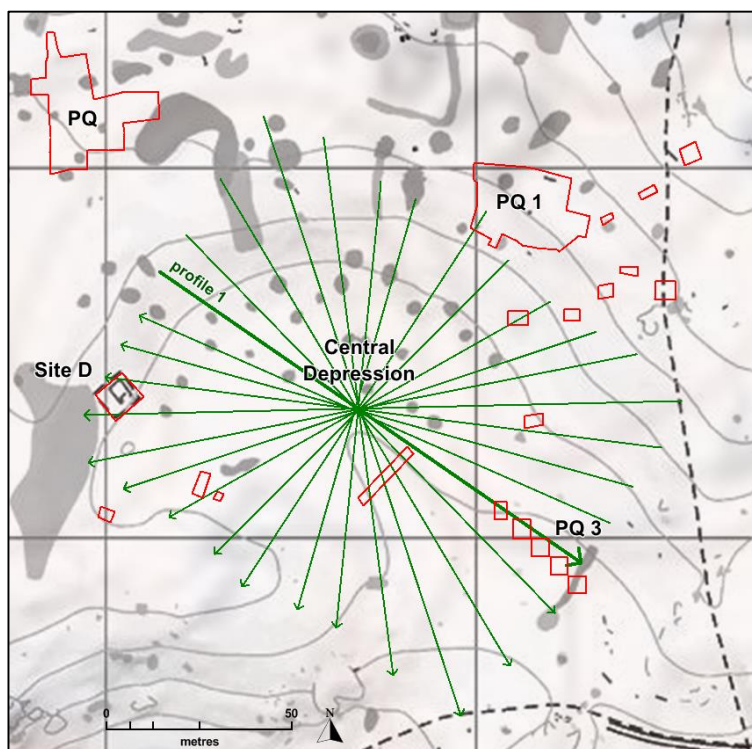 PQ
PQ 1
profile 1
Central
Depression
Site D
PQ 3
N
0 50
metres